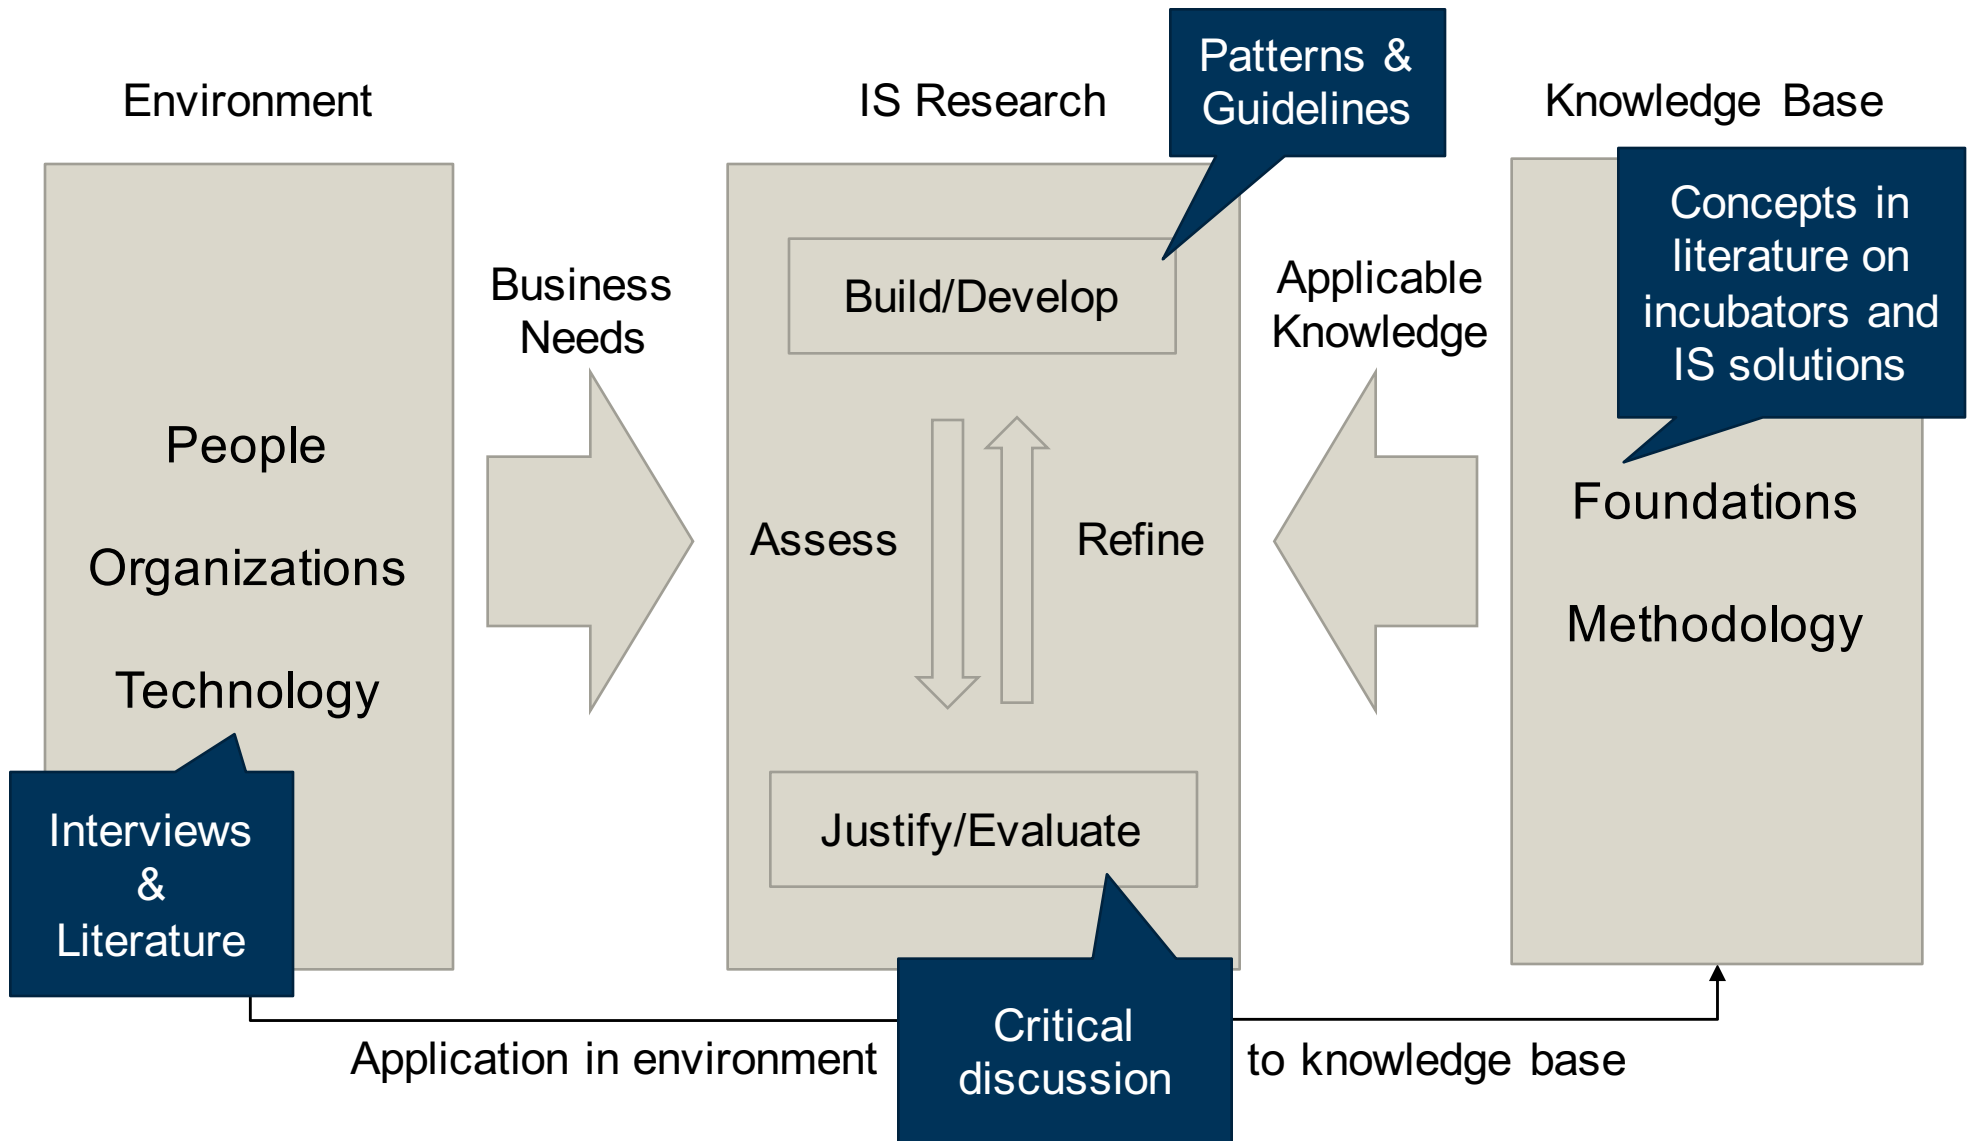 Environment
IS Research
Patterns &
Guidelines
Knowledge Base
People
Organizations
Technology
Interviews
&
Literature
Business
Needs
Build/Develop
Assess
Refine
Justify/Evaluate
Critical
discussion
Applicable
Knowledge
Concepts in
literature on
incubators and
IS solutions
Foundations
Methodology
Application in environment
to knowledge base